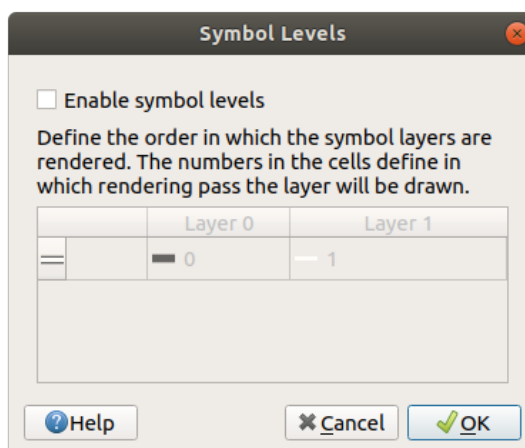 Symbol Levels
Enable symbol levels
Define the order in which the symbol layers are
rendered. The numbers in the cells define in
which rendering pass the layer will be drawn.
Layer 0 Layer 1
0 1
Help Cancel OK